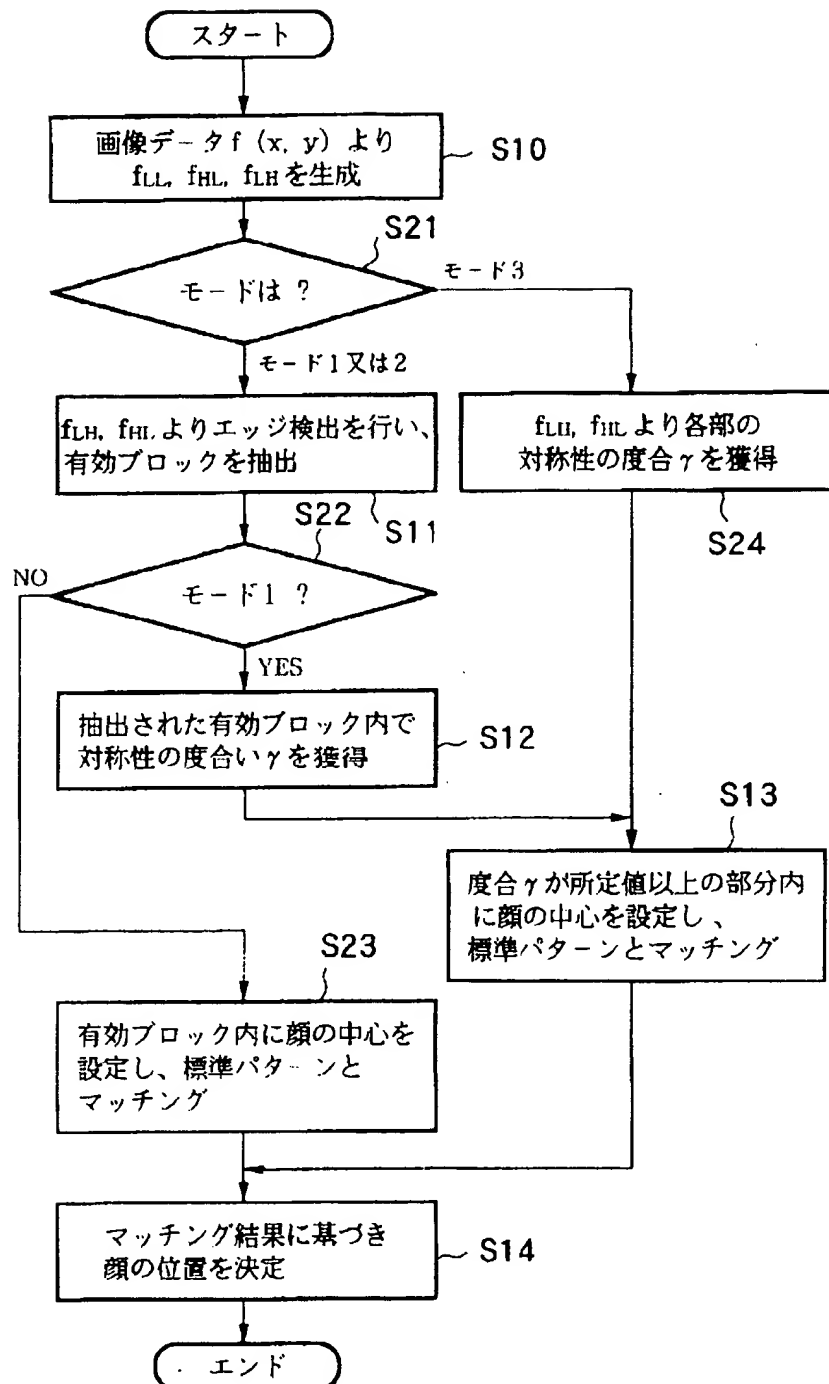 スタート
画像データf (x, y) より
fLL, fHL, fLHを生成
S10
S21
モードは ?
モード3
モード1又は2
fLH, fHLよりエッジ検出を行い、
有効ブロックを抽出
S11
fLH, fHLより各部の
対称性の度合γを獲得
S24
S22
モード1 ?
NO
YES
抽出された有効ブロック内で
対称性の度合いγを獲得
S12
S13
度合γが所定値以上の部分内
に顔の中心を設定し、
標準パターンとマッチング
S23
有効ブロック内に顔の中心を
設定し、標準パターンと
マッチング
マッチング結果に基づき
顔の位置を決定
S14
エンド